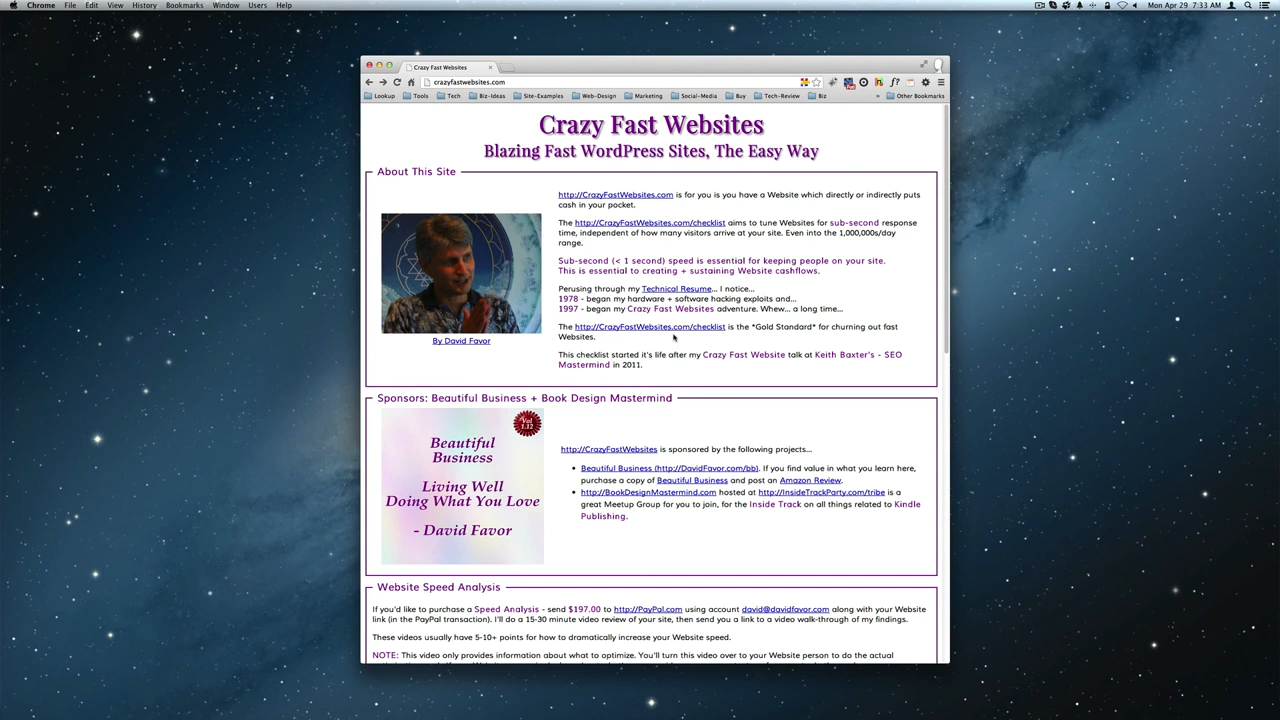 Chrome File Edit View History Bookmarks Window Users Help
Mon Apr 29 7:33 AM
Crazy Fast Websites
crazyfastwebsites.com
Lookup Tools Tech Biz-Ideas Site-Examples Web-Design Marketing Social-Media Buy Tech-Review Biz » Other Bookmarks
Crazy Fast Websites
Blazing Fast WordPress Sites, The Easy Way
About This Site
http://CrazyFastWebsites.com is for you is you have a Website which directly or indirectly puts
cash in your pocket.
The http://CrazyFastWebsites.com/checklist aims to tune Websites for sub-second response
time, independent of how many visitors arrive at your site. Even into the 1,000,000s/day
range.
Sub-second (< 1 second) speed is essential for keeping people on your site.
This is essential to creating + sustaining Website cashflows.
Perusing through my Technical Resume... I notice...
1978 - began my hardware + software hacking exploits and...
1997 - began my Crazy Fast Websites adventure. Whew... a long time...
The http://CrazyFastWebsites.com/checklist is the *Gold Standard* for churning out fast
Websites.
This checklist started it's life after my Crazy Fast Website talk at Keith Baxter's - SEO
Mastermind in 2011.
By David Favor
Sponsors: Beautiful Business + Book Design Mastermind
Vol
1.12
Beautiful
Business
Living Well
Doing What You Love
- David Favor
http://CrazyFastWebsites is sponsored by the following projects...
• Beautiful Business (http://DavidFavor.com/bb). If you find value in what you learn here,
purchase a copy of Beautiful Business and post an Amazon Review.
• http://BookDesignMastermind.com hosted at http://InsideTrackParty.com/tribe is a
great Meetup Group for you to join, for the Inside Track on all things related to Kindle
Publishing.
Website Speed Analysis
If you'd like to purchase a Speed Analysis - send $197.00 to http://PayPal.com using account david@davidfavor.com along with your Website
link (in the PayPal transaction). I'll do a 15-30 minute video review of your site, then send you a link to a video walk-through of my findings.
These videos usually have 5-10+ points for how to dramatically increase your Website speed.
NOTE: This video only provides information about what to optimize. You'll turn this video over to your Website person to do the actual